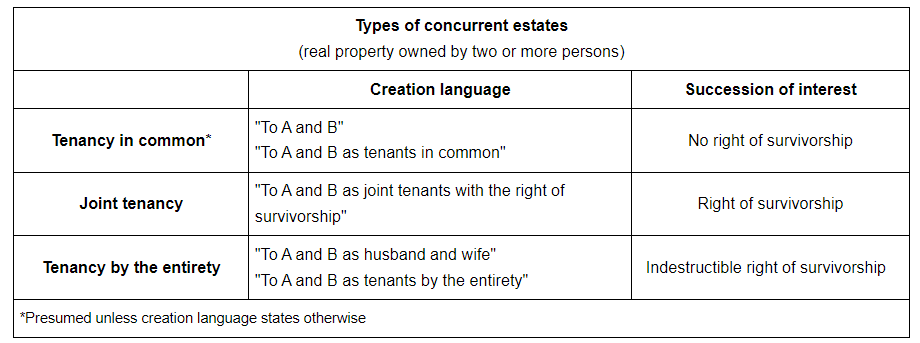 Types of concurrent estates
(real property owned by two or more persons)
Creation language
Succession of interest
Tenancy in common*
"To A and B"
"To A and B as tenants in common"
No right of survivorship
Joint tenancy
"To A and B as joint tenants with the right of
survivorship"
Right of survivorship
Tenancy by the entirety
"To A and B as husband and wife"
"To A and B as tenants by the entirety"
Indestructible right of survivorship
*Presumed unless creation language states otherwise